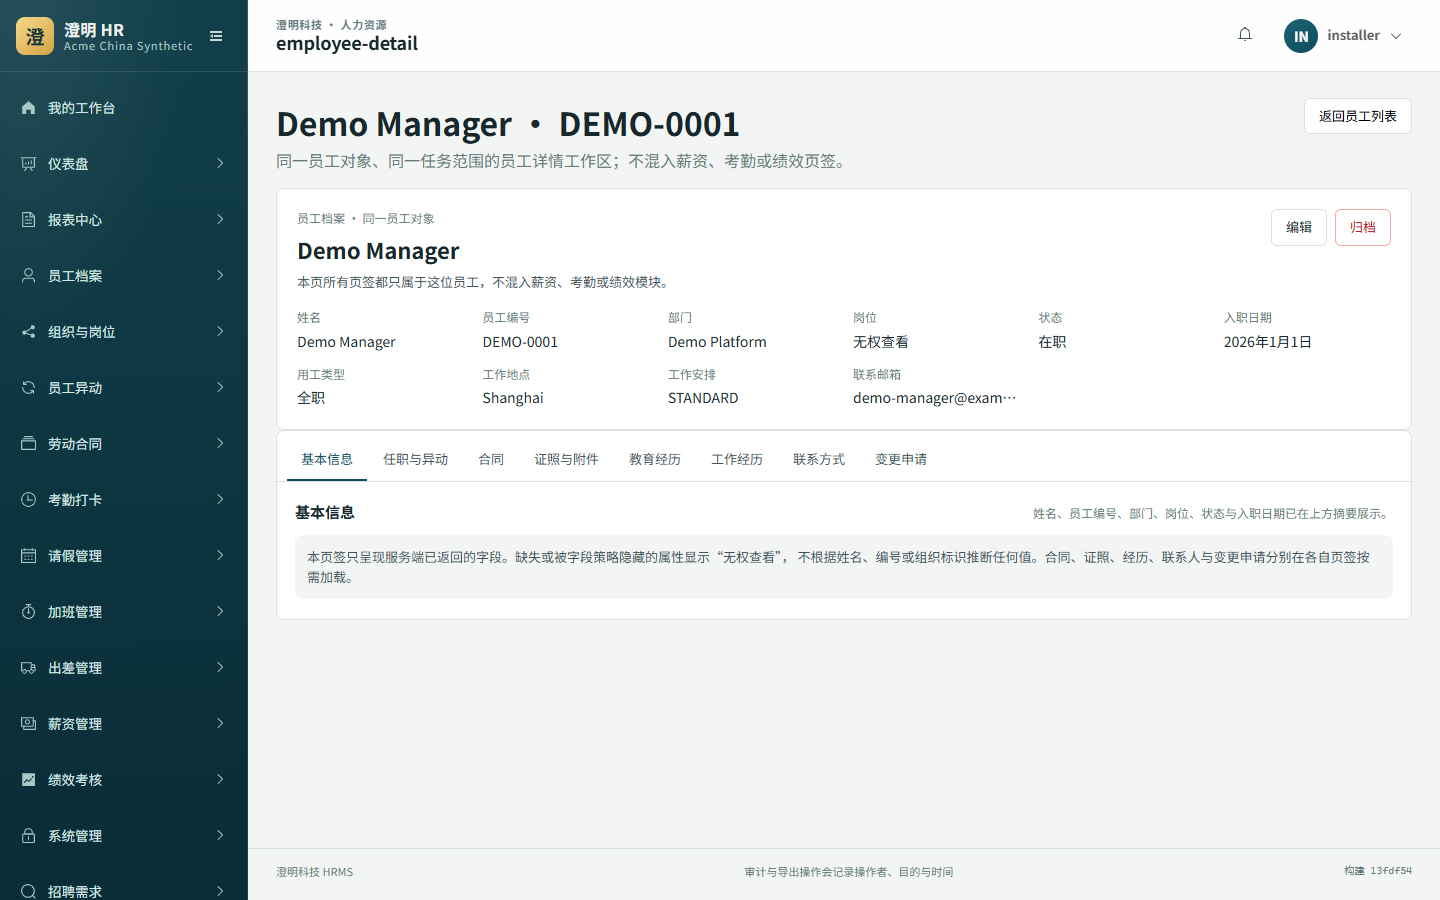 澄
澄明 HR
Acme China Synthetic
我的工作台
仪表盘
报表中心
员工档案
组织与岗位
员工异动
劳动合同
考勤打卡
请假管理
加班管理
出差管理
薪资管理
绩效考核
系统管理
招聘需求
澄明科技 · 人力资源
employee-detail
IN
installer
Demo Manager · DEMO-0001
返回员工列表
同一员工对象、同一任务范围的员工详情工作区；不混入薪资、考勤或绩效页签。
员工档案 · 同一员工对象
编辑
归档
Demo Manager
本页所有页签都只属于这位员工，不混入薪资、考勤或绩效模块。
姓名 员工编号 部门 岗位 状态 入职日期
Demo Manager DEMO-0001 Demo Platform 无权查看 在职 2026年1月1日
用工类型 工作地点 工作安排 联系邮箱
全职 Shanghai STANDARD demo-manager@exam…
基本信息 任职与异动 合同 证照与附件 教育经历 工作经历 联系方式 变更申请
基本信息
姓名、员工编号、部门、岗位、状态与入职日期已在上方摘要展示。
本页签只呈现服务端已返回的字段。缺失或被字段策略隐藏的属性显示“无权查看”， 不根据姓名、编号或组织标识推断任何值。合同、证照、经历、联系人与变更申请分别在各自页签按
需加载。
澄明科技 HRMS
审计与导出操作会记录操作者、目的与时间
构建 13fdf54